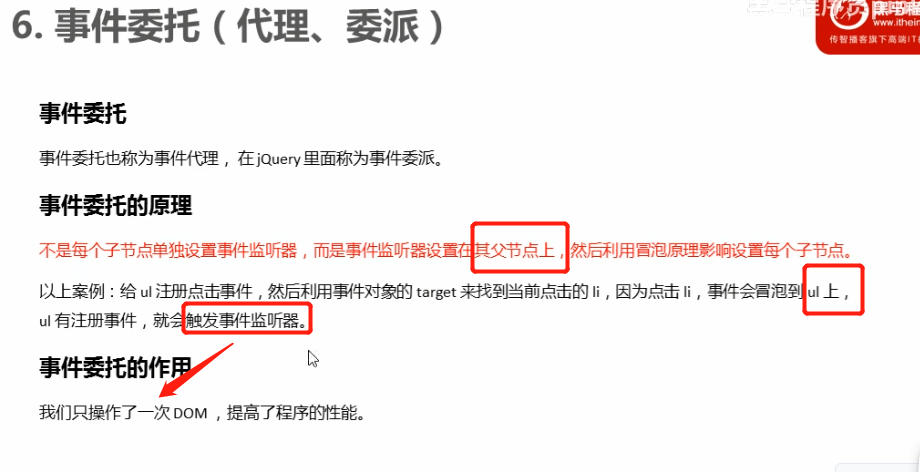 6. 事件委托（代理、委派）
www.itheim
传智播客旗下高端IT
事件委托
事件委托也称为事件代理，在 jQuery 里面称为事件委派。
事件委托的原理
不是每个子节点单独设置事件监听器，而是事件监听器设置在其父节点上，然后利用冒泡原理影响设置每个子节点。
以上案例：给 ul 注册点击事件，然后利用事件对象的 target 来找到当前点击的 li，因为点击 li，事件会冒泡到 ul 上，
ul 有注册事件，就会触发事件监听器。
事件委托的作用
我们只操作了一次 DOM ，提高了程序的性能。